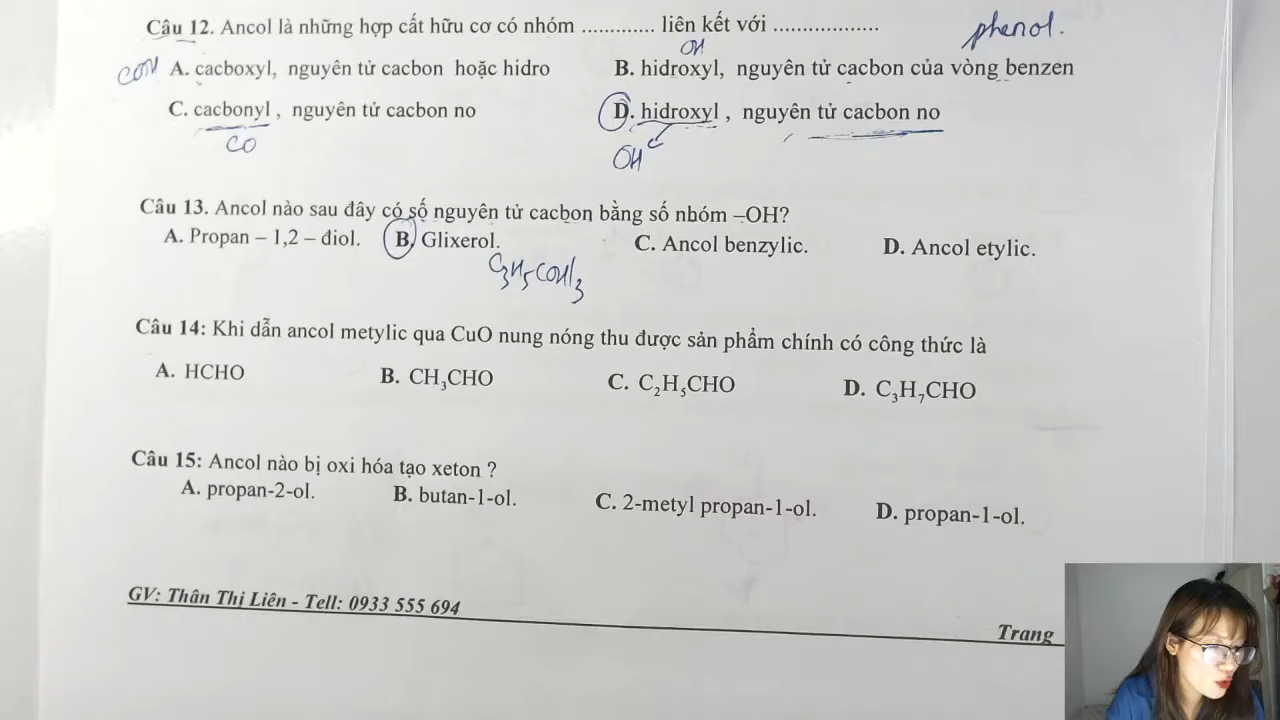 Câu 12. Ancol là những hợp cất hữu cơ có nhóm ............. liên kết với ..................
phenol.
OH
COOH A. cacboxyl, nguyên tử cacbon hoặc hidro B. hidroxyl, nguyên tử cacbon của vòng benzen
C. cacbonyl , nguyên tử cacbon no D. hidroxyl , nguyên tử cacbon no
CO OH
Câu 13. Ancol nào sau đây có số nguyên tử cacbon bằng số nhóm –OH?
A. Propan – 1,2 – điol. B. Glixerol. C. Ancol benzylic. D. Ancol etylic.
C₃H₅(OH)₃
Câu 14: Khi dẫn ancol metylic qua CuO nung nóng thu được sản phẩm chính có công thức là
A. HCHO B. CH₃CHO C. C₂H₅CHO D. C₃H₇CHO
Câu 15: Ancol nào bị oxi hóa tạo xeton ?
A. propan-2-ol. B. butan-1-ol. C. 2-metyl propan-1-ol. D. propan-1-ol.
GV: Thân Thị Liên - Tell: 0933 555 694
Trang